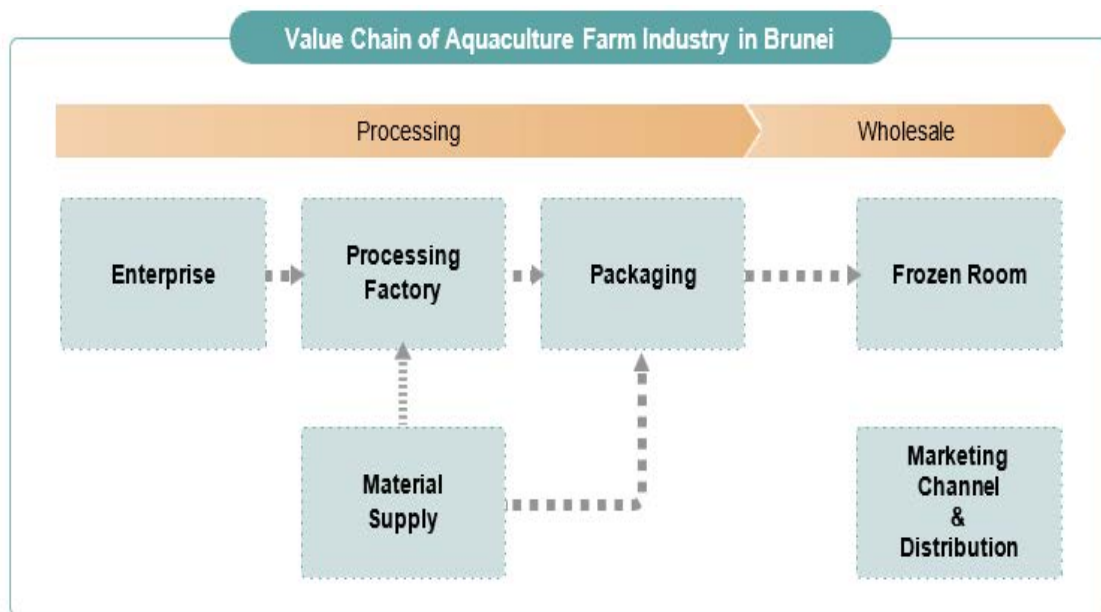 Value Chain of Aquaculture Farm Industry in Brunei
Processing
Wholesale
Enterprise
Processing
Factory
Packaging
Frozen Room
Material
Supply
Marketing
Channel
&
Distribution